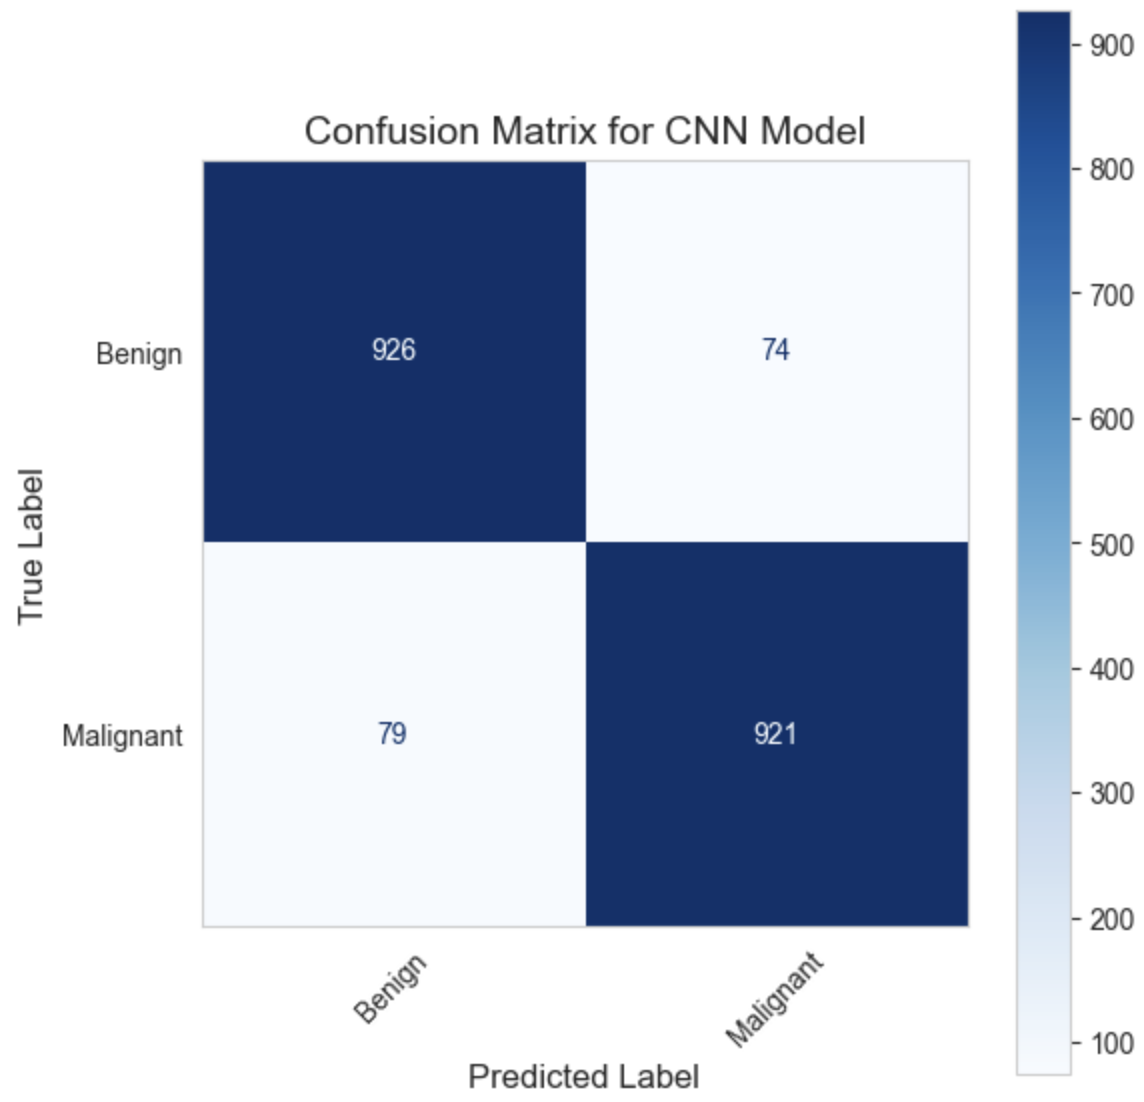 Confusion Matrix for CNN Model
900
800
700
600
500
400
300
200
100
True Label
Benign
926
74
Malignant
79
921
Benign
Malignant
Predicted Label